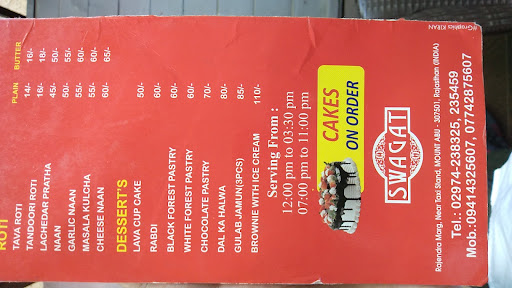 ROTI PLAIN BUTTER
TAVA ROTI 14/- 16/-
TANDOORI ROTI 16/- 18/-
LACHEDAR PRATHA 45/- 50/-
NAAN 50/- 55/-
GARLIC NAAN 55/- 60/-
MASALA KULCHA 55/- 60/-
CHEESE NAAN 60/- 65/-
DESSERT'S
LAVA CUP CAKE 50/-
RABDI 60/-
BLACK FOREST PASTRY 60/-
WHITE FOREST PASTRY 60/-
CHOCOLATE PASTRY 70/-
DAL KA HALWA 80/-
GULAB JAMUN(3PCS) 85/-
BROWNIE WITH ICE CREAM 110/-
Serving From :
12:00 pm to 03:30 pm
07:00 pm to 11:00 pm
CAKES
ON ORDER
SWAGAT
Rajendra Marg, Near Taxi Stand, MOUNT ABU - 307501, Rajasthan (INDIA)
Tel.: 02974-238325, 235459
Mob.:09414325607, 07742875607